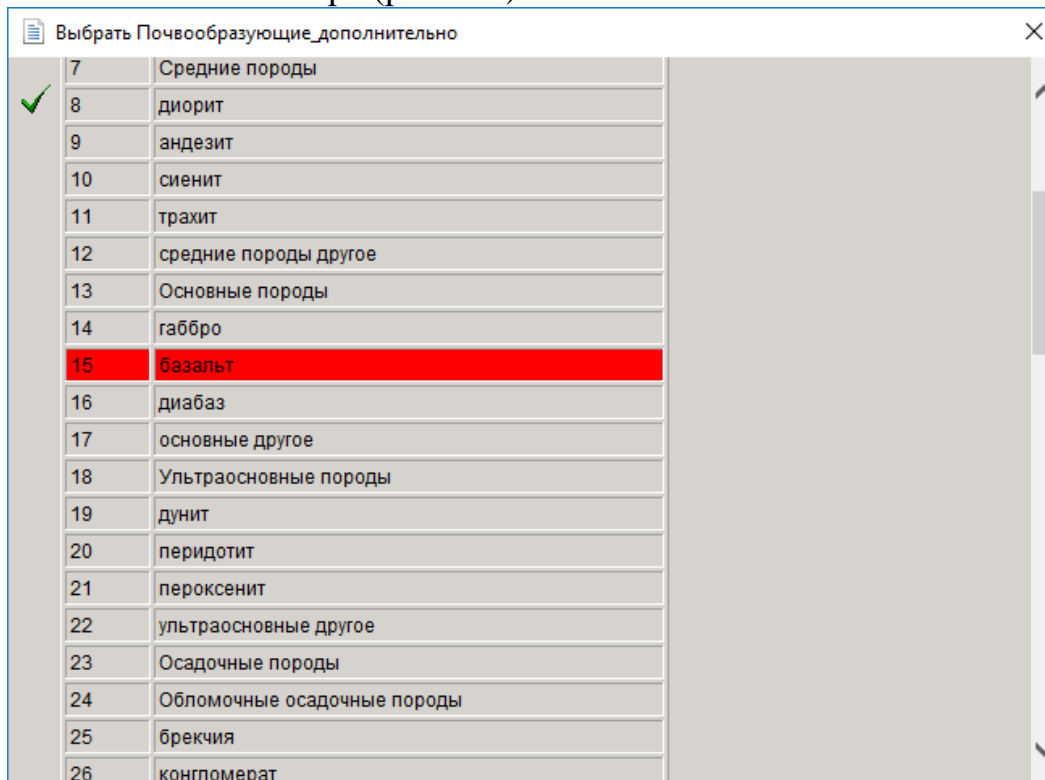 Выбрать Почвообразующие_дополнительно
7 Средние породы
8 диорит
9 андезит
10 сиенит
11 трахит
12 средние породы другое
13 Основные породы
14 габбро
15 базальт
16 диабаз
17 основные другое
18 Ультраосновные породы
19 дунит
20 перидотит
21 пероксенит
22 ультраосновные другое
23 Осадочные породы
24 Обломочные осадочные породы
25 брекчия
26 конгломерат